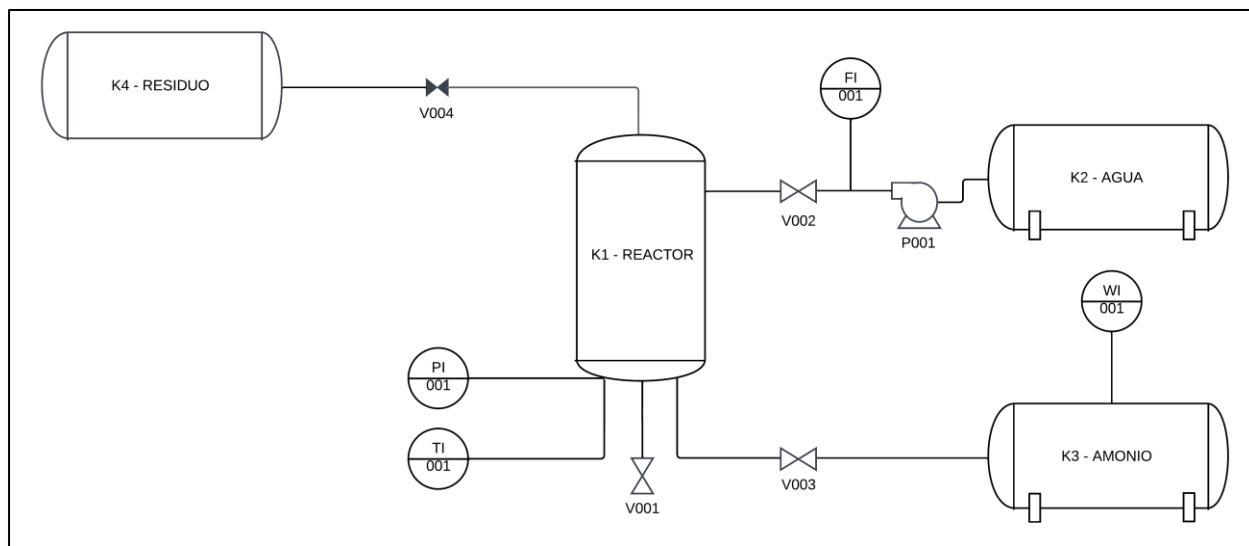 K4 - RESIDUO
V004
FI
001
K2 - AGUA
V002
P001
K1 - REACTOR
WI
001
PI
001
TI
001
K3 - AMONIO
V003
V001